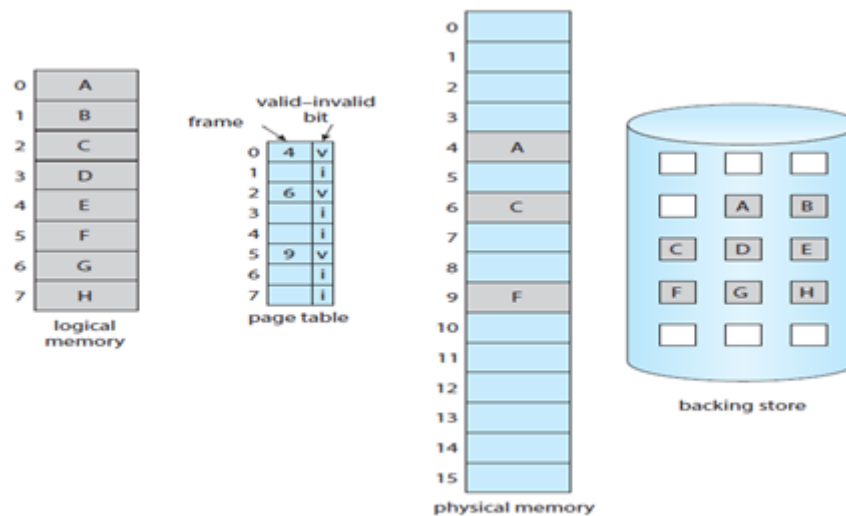 0 A
1 B
2 C
3 D
4 E
5 F
6 G
7 H
logical
memory
valid–invalid
bit
frame
0 4 v
1 i
2 6 v
3 i
4 i
5 9 v
6 i
7 i
page table
0
1
2
3
4 A
5
6 C
7
8
9 F
10
11
12
13
14
15
physical memory
A B
C D E
F G H
backing store